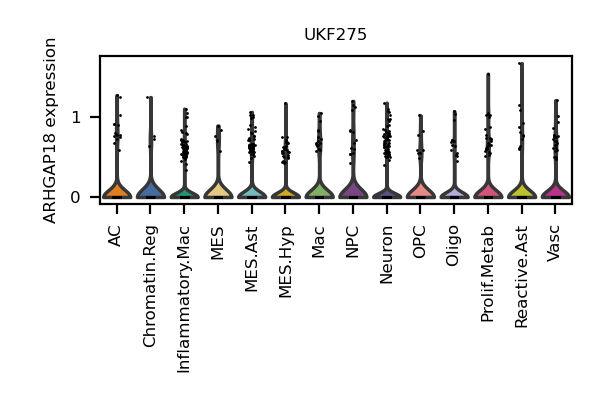 UKF275
ARHGAP18 expression
1
0
AC
Chromatin.Reg
Inflammatory.Mac
MES
MES.Ast
MES.Hyp
Mac
NPC
Neuron
OPC
Oligo
Prolif.Metab
Reactive.Ast
Vasc